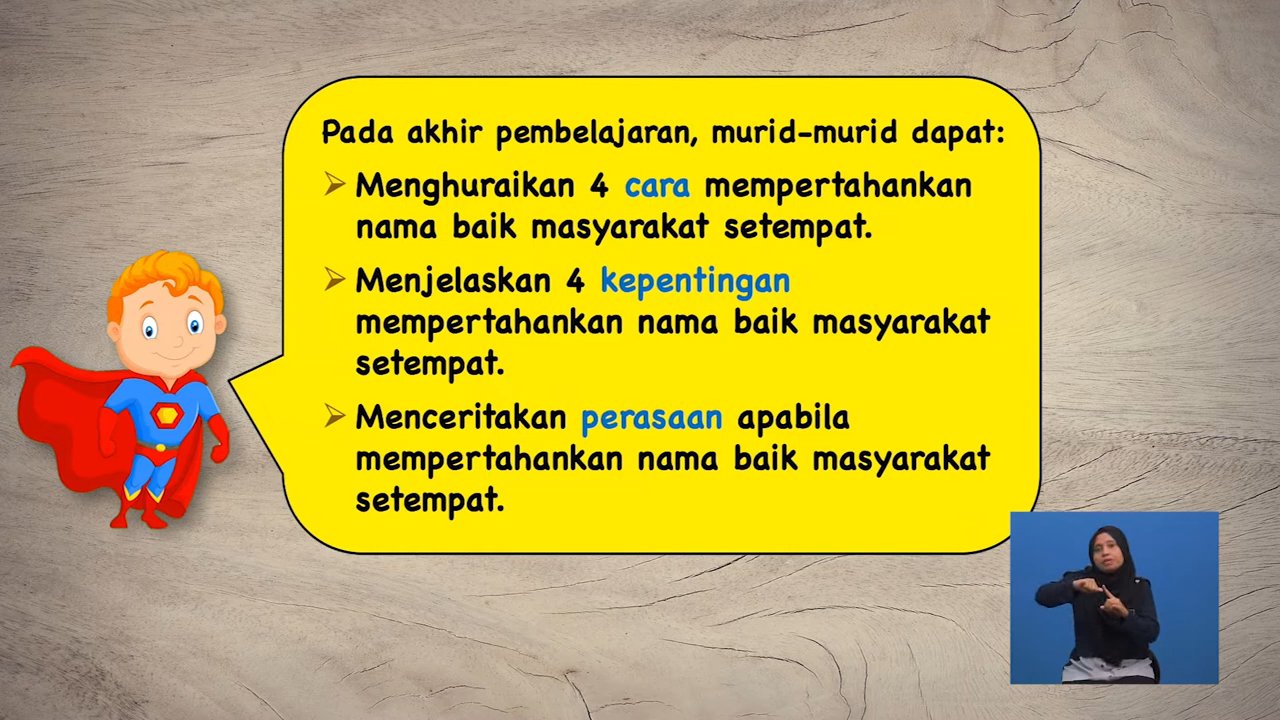 Pada akhir pembelajaran, murid-murid dapat:
Menghuraikan 4 cara mempertahankan
nama baik masyarakat setempat.
Menjelaskan 4 kepentingan
mempertahankan nama baik masyarakat
setempat.
Menceritakan perasaan apabila
mempertahankan nama baik masyarakat
setempat.